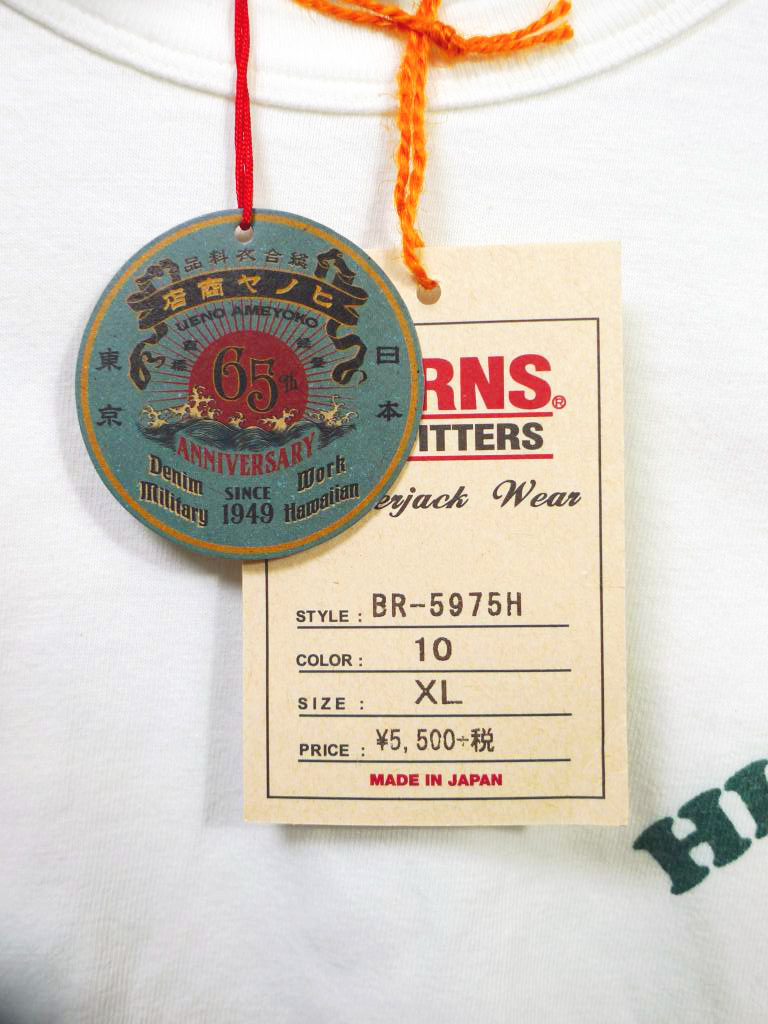 品料衣合総
店商ヤノヒ
UENO AMEYOKO
65th
東京
日本
ANNIVERSARY
Denim
Military
SINCE
1949
Work
Hawaiian
RNS®
ITTERS
erjack Wear
STYLE : BR-5975H
COLOR : 10
SIZE : XL
PRICE : ¥5,500+税
MADE IN JAPAN
H